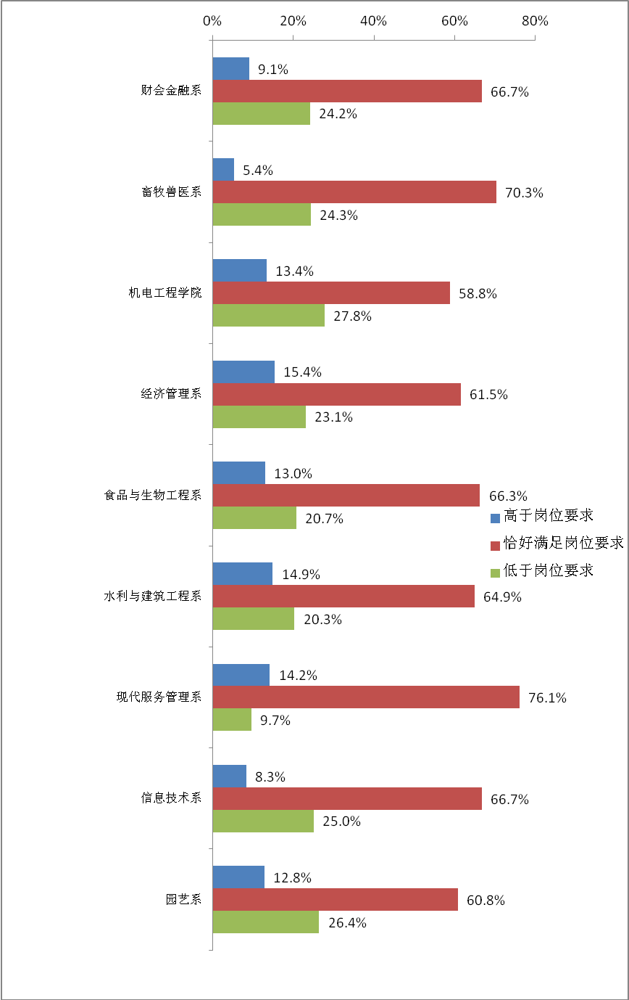 0% 20% 40% 60% 80%
财会金融系
9.1%
66.7%
24.2%
畜牧兽医系
5.4%
70.3%
24.3%
机电工程学院
13.4%
58.8%
27.8%
经济管理系
15.4%
61.5%
23.1%
食品与生物工程系
13.0%
66.3%
20.7%
高于岗位要求
恰好满足岗位要求
低于岗位要求
水利与建筑工程系
14.9%
64.9%
20.3%
现代服务管理系
14.2%
76.1%
9.7%
信息技术系
8.3%
66.7%
25.0%
园艺系
12.8%
60.8%
26.4%